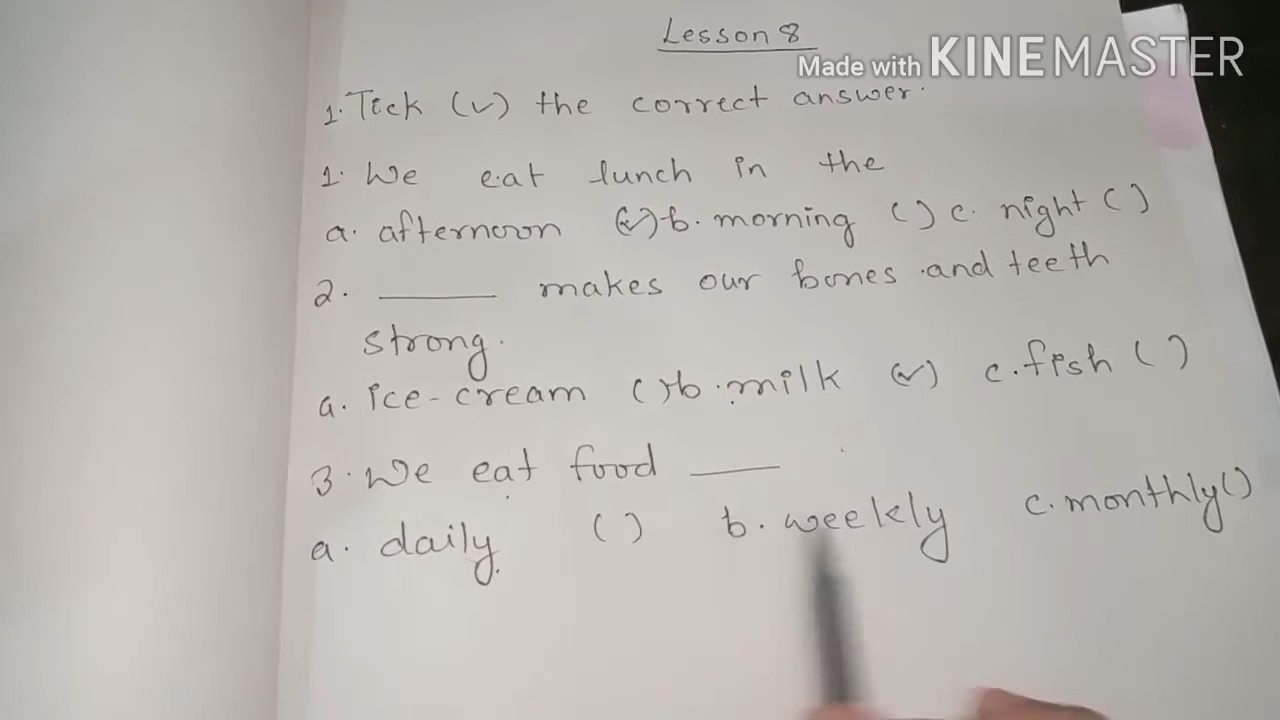 Lesson 8
Made with KINEMASTER
1. Tick (✓) the correct answer.
1. We eat lunch in the
a. afternoon (✓) b. morning ( ) c. night ( )
2. ______ makes our bones and teeth
strong.
a. ice-cream ( ) b. milk (✓) c. fish ( )
3. We eat food ____
a. daily ( ) b. weekly c. monthly ( )